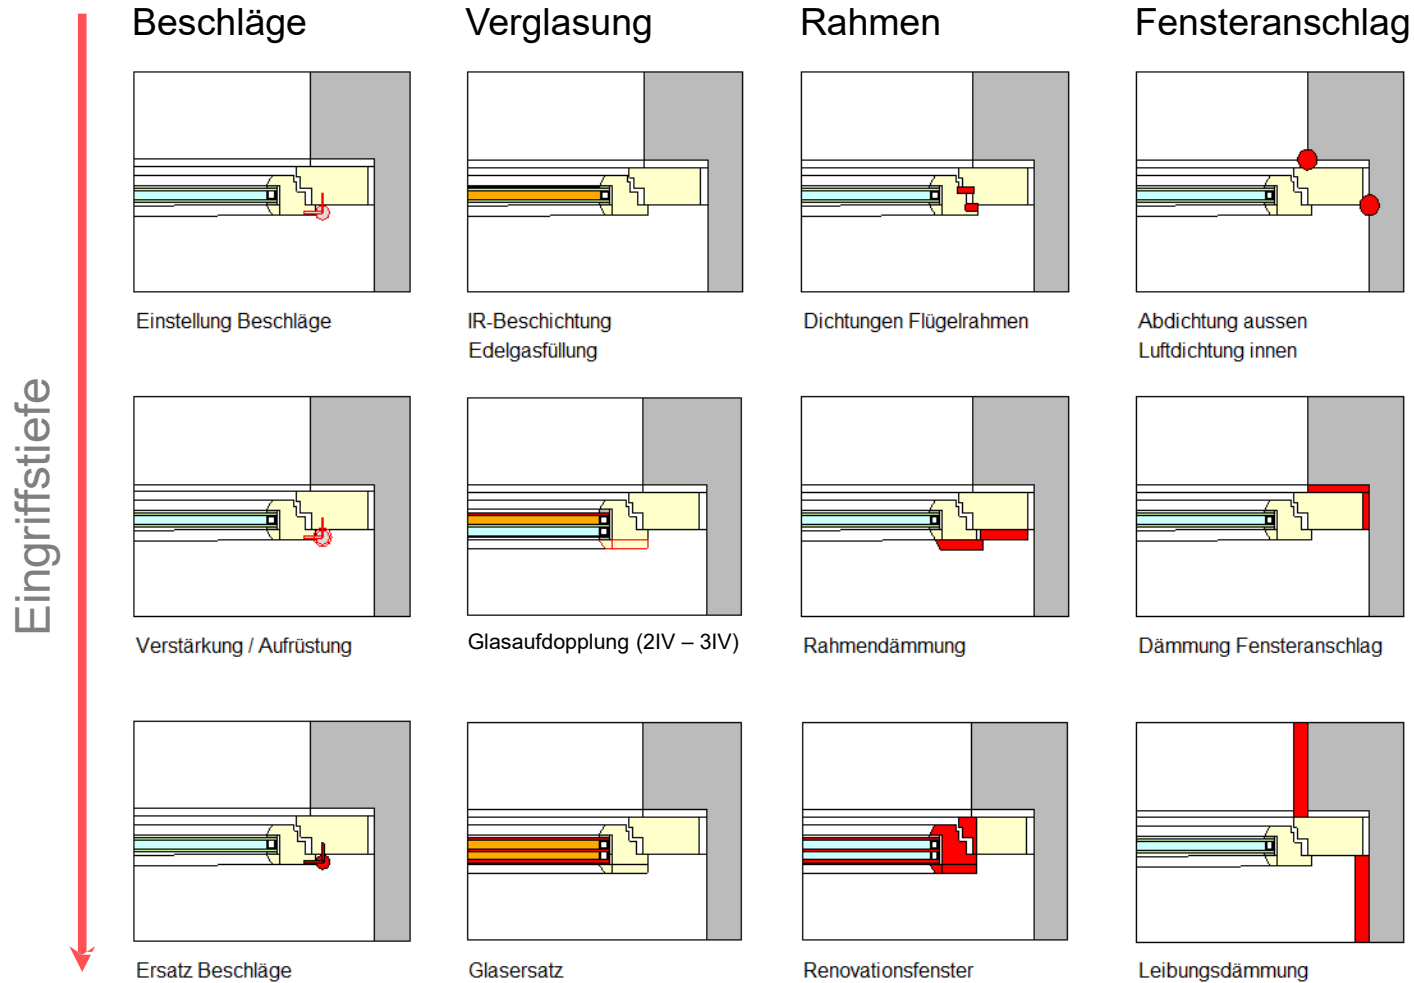 Beschläge
Verglasung
Rahmen
Fensteranschlag
Eingriffstiefe
Einstellung Beschläge
IR-Beschichtung
Edelgasfüllung
Dichtungen Flügelrahmen
Abdichtung aussen
Luftdichtung innen
Verstärkung / Aufrüstung
Glasaufdopplung (2IV – 3IV)
Rahmendämmung
Dämmung Fensteranschlag
Ersatz Beschläge
Glasersatz
Renovationsfenster
Leibungsdämmung